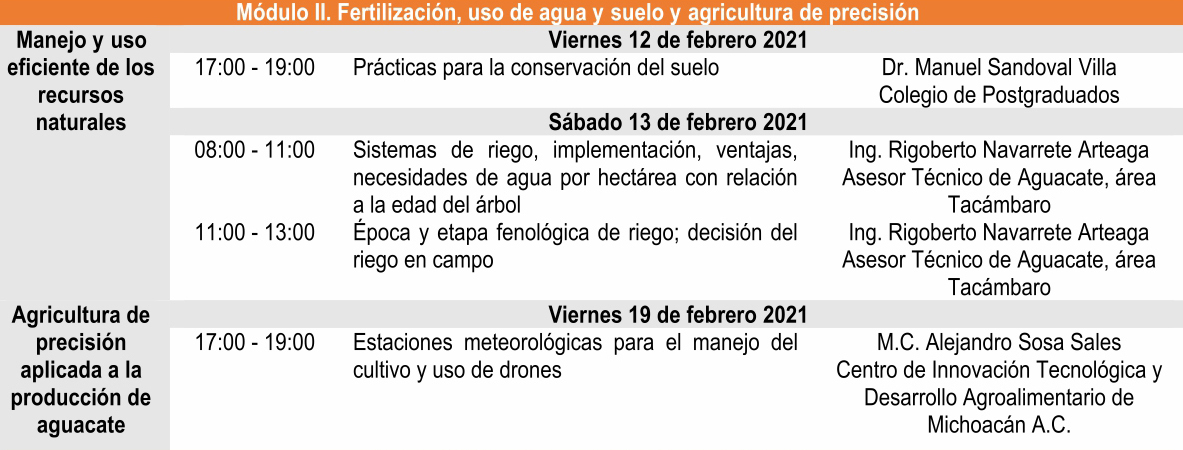 Módulo II. Fertilización, uso de agua y suelo y agricultura de precisión
Manejo y uso
eficiente de los
recursos
naturales
Viernes 12 de febrero 2021
17:00 - 19:00 Prácticas para la conservación del suelo Dr. Manuel Sandoval Villa
Colegio de Postgraduados
Sábado 13 de febrero 2021
08:00 - 11:00 Sistemas de riego, implementación, ventajas, Ing. Rigoberto Navarrete Arteaga
necesidades de agua por hectárea con relación Asesor Técnico de Aguacate, área
a la edad del árbol Tacámbaro
11:00 - 13:00 Época y etapa fenológica de riego; decisión del Ing. Rigoberto Navarrete Arteaga
riego en campo Asesor Técnico de Aguacate, área
Tacámbaro
Agricultura de
precisión
aplicada a la
producción de
aguacate
Viernes 19 de febrero 2021
17:00 - 19:00 Estaciones meteorológicas para el manejo del M.C. Alejandro Sosa Sales
cultivo y uso de drones Centro de Innovación Tecnológica y
Desarrollo Agroalimentario de
Michoacán A.C.